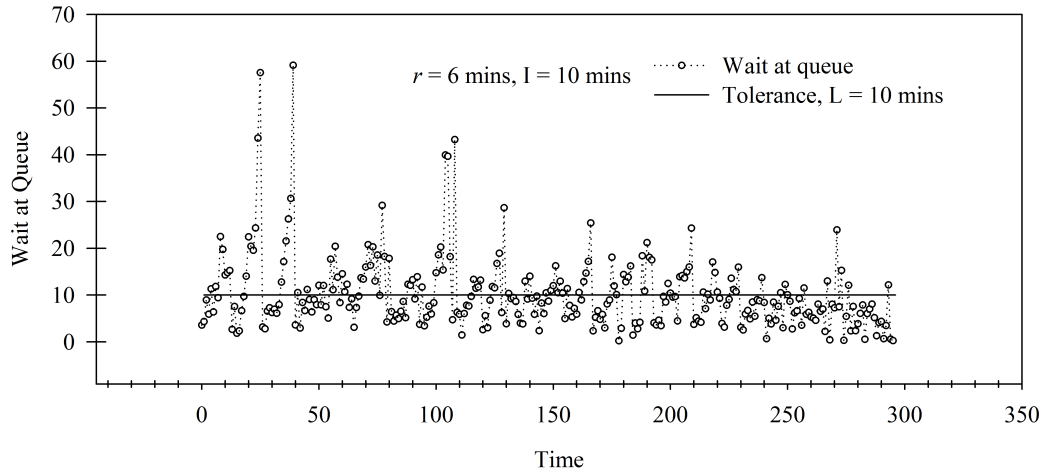 70
60
50
40
30
20
10
0
Wait at Queue
r = 6 mins, I = 10 mins
Wait at queue
Tolerance, L = 10 mins
0 50 100 150 200 250 300 350
Time